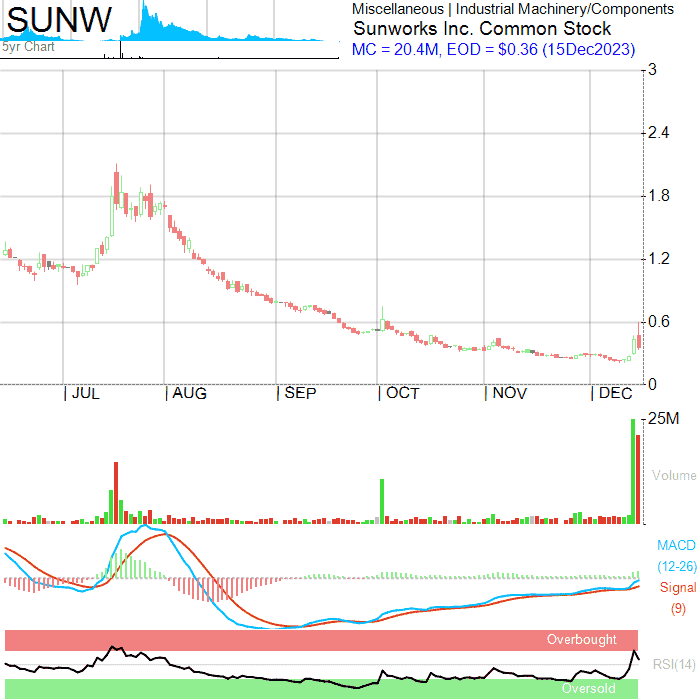 SUNW
5yr Chart
Miscellaneous | Industrial Machinery/Components
Sunworks Inc. Common Stock
MC = 20.4M, EOD = $0.36 (15Dec2023)
3
2.4
1.8
1.2
0.6
0
| JUL | AUG | SEP | OCT | NOV | DEC
25M
Volume
MACD
(12-26)
Signal
(9)
Overbought
RSI(14)
Oversold